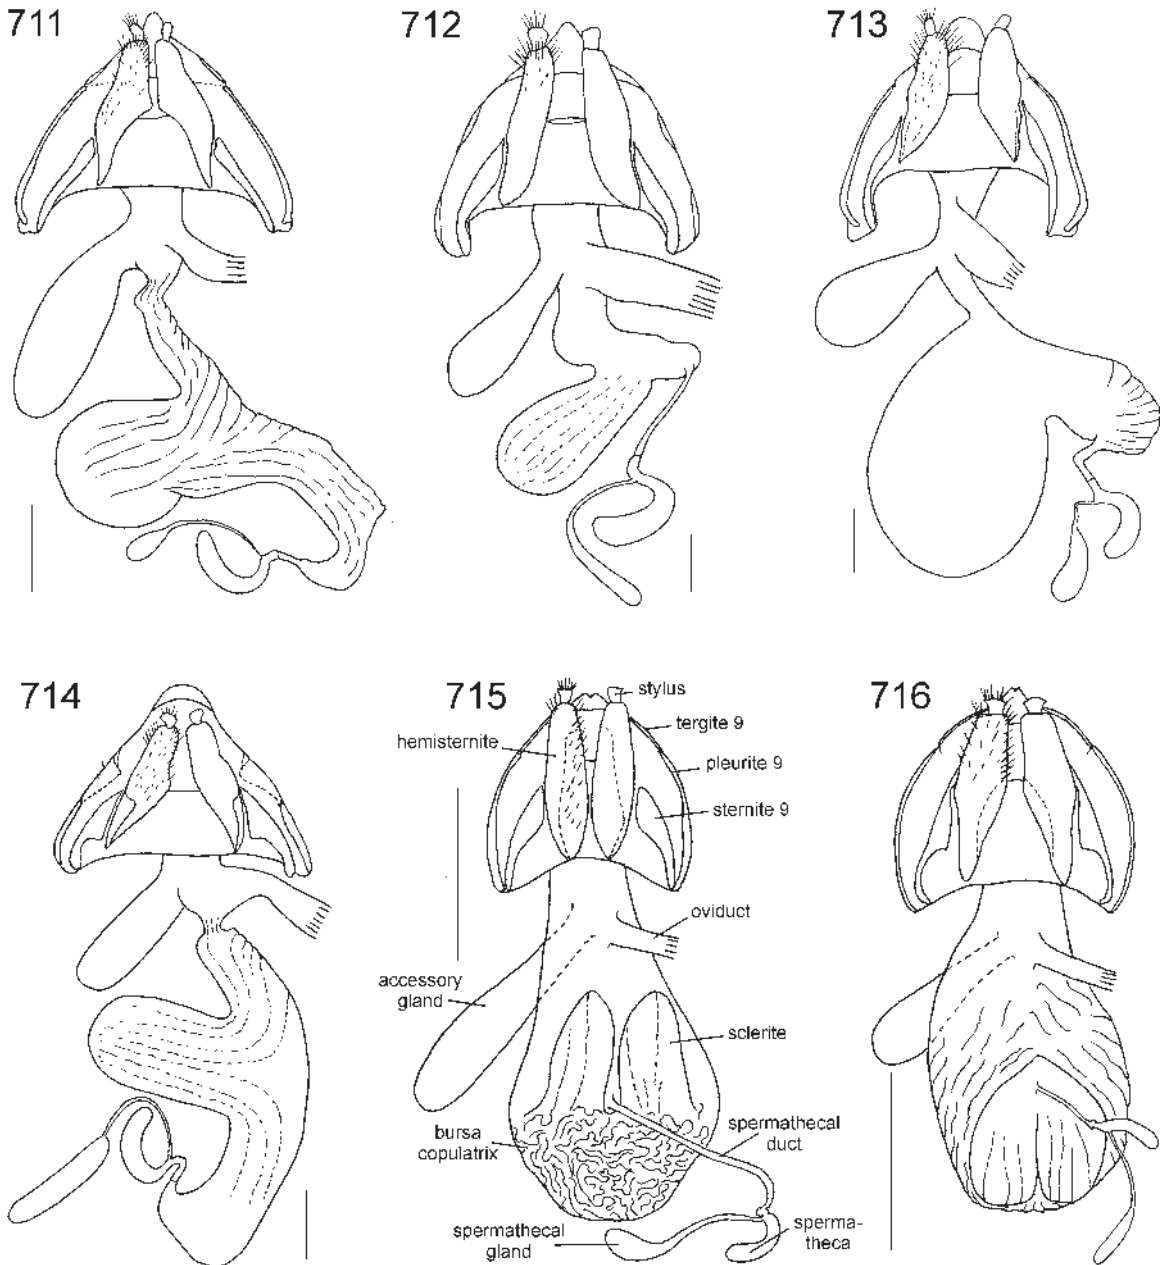 711
712
713
714
715
716
stylus
tergite 9
hemisternite
pleurite 9
sternite 9
oviduct
accessory
gland
sclerite
bursa
copulatrix
spermathecal
duct
spermathecal
gland
sperma-
theca